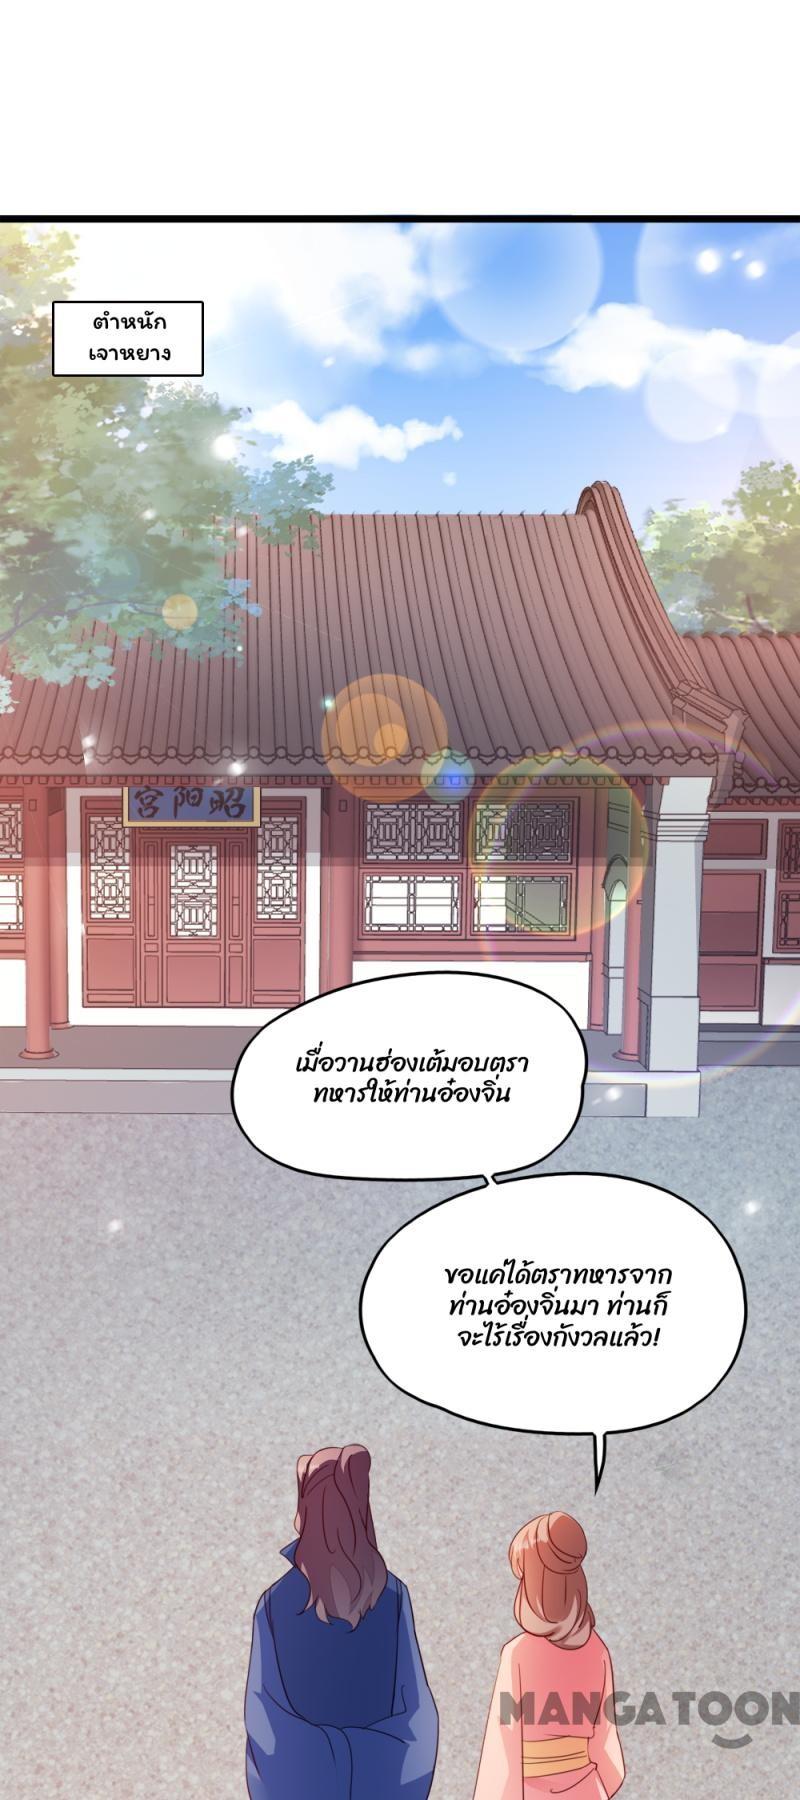 ตำหนัก
เจาหยาง
宮陽昭
เมื่อวานฮ่องเต้มอบตรา
ทหารให้ท่านอ๋องจิ่น
ขอแค่ได้ตราทหารจาก
ท่านอ๋องจิ่นมา ท่านก็
จะไร้เรื่องกังวลแล้ว!
MANGATOON